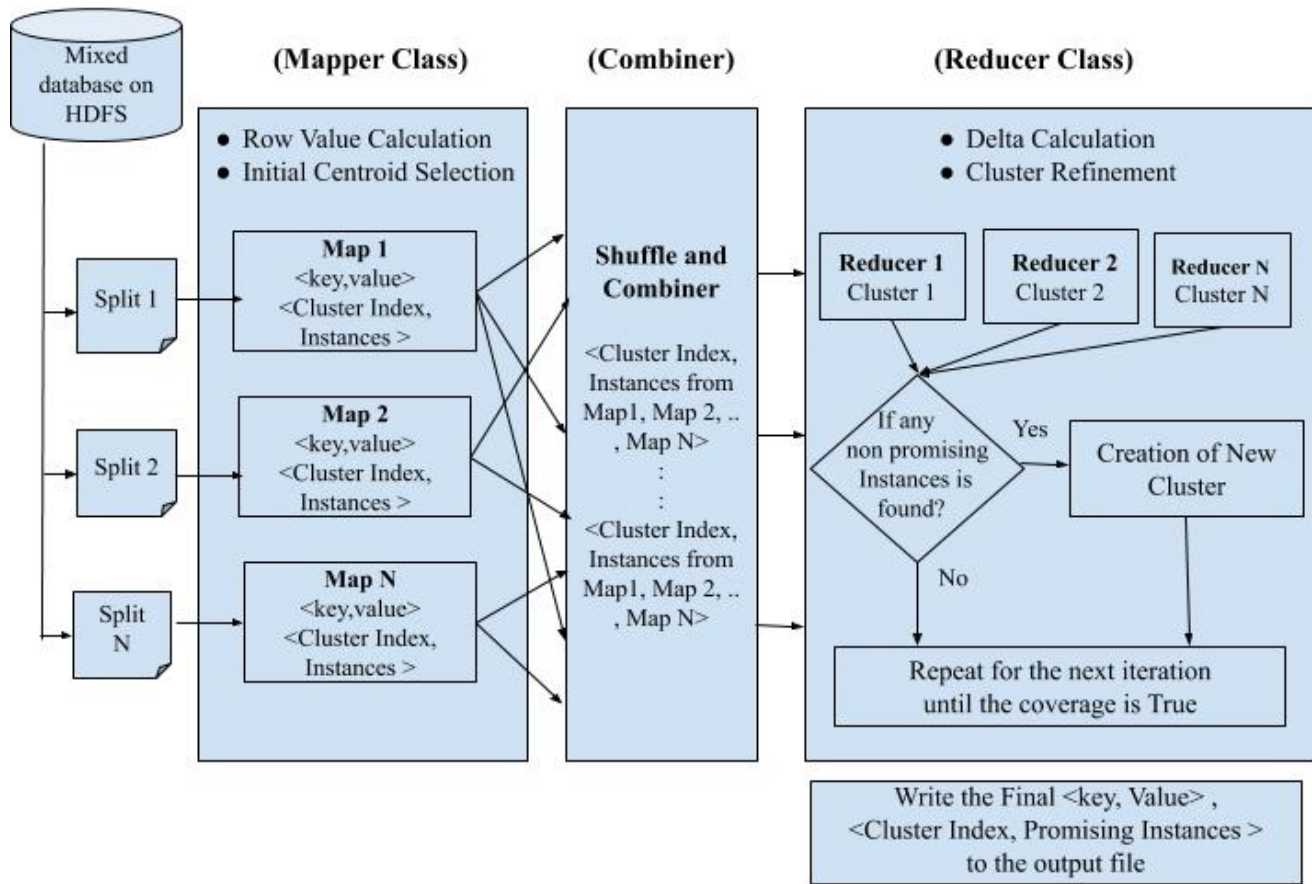 Mixed
database on
HDFS
(Mapper Class)
(Combiner)
(Reducer Class)
● Row Value Calculation
● Initial Centroid Selection
● Delta Calculation
● Cluster Refinement
Split 1
Split 2
Split
N
Map 1
<key,value>
<Cluster Index,
Instances >
Map 2
<key,value>
<Cluster Index,
Instances >
Map N
<key,value>
<Cluster Index,
Instances >
Shuffle and
Combiner
<Cluster Index,
Instances from
Map1, Map 2, ..
, Map N>
:
:
<Cluster Index,
Instances from
Map1, Map 2, ..
, Map N>
Reducer 1
Cluster 1
Reducer 2
Cluster 2
Reducer N
Cluster N
If any
non promising
Instances is
found?
Yes
Creation of New
Cluster
No
Repeat for the next iteration
until the coverage is True
Write the Final <key, Value> ,
<Cluster Index, Promising Instances >
to the output file